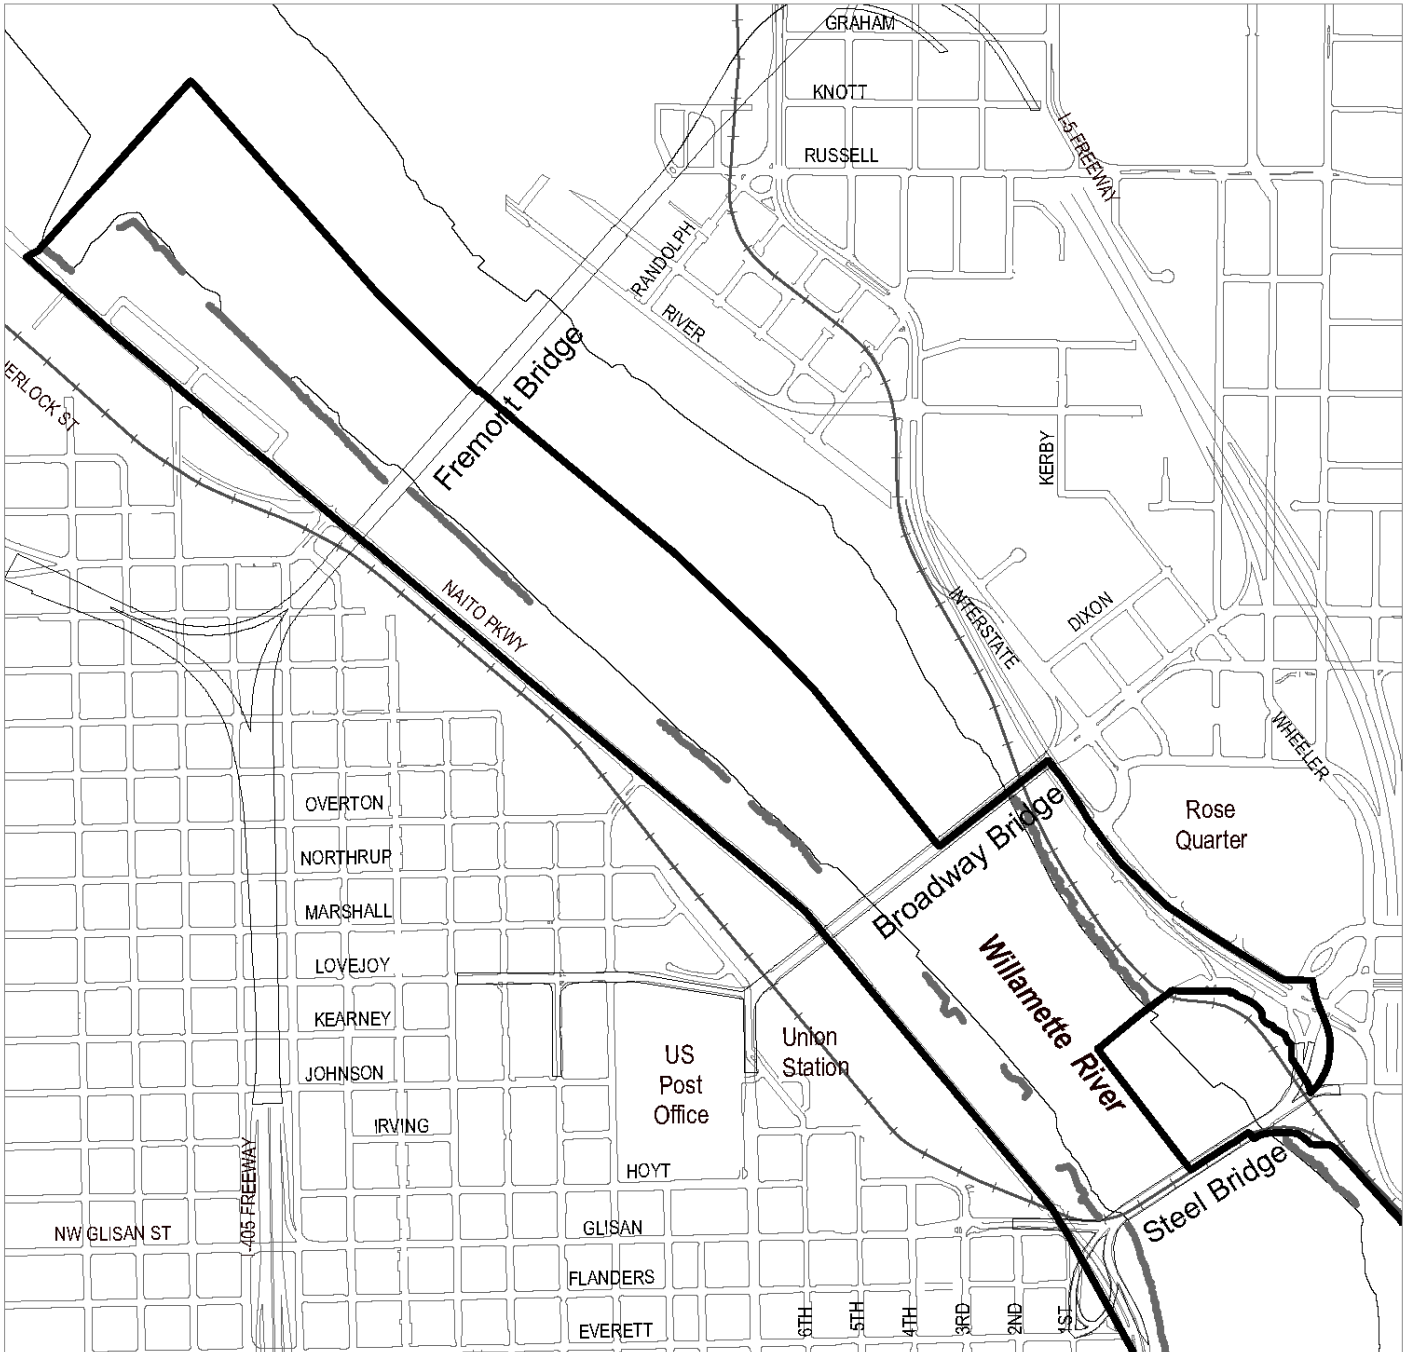 GRAHAM
KNOTT
RUSSELL
I-5 FREEWAY
RANDOLPH
RIVER
Fremont Bridge
ERLOCK ST
KERBY
NAITO PKWY
INTERSTATE
DIXON
WHEELER
OVERTON
NORTHRUP
MARSHALL
LOVEJOY
KEARNEY
JOHNSON
IRVING
HOYT
GLISAN
FLANDERS
EVERETT
Rose
Quarter
Broadway Bridge
Willamette River
Union
Station
US
Post
Office
Steel Bridge
NW GLISAN ST
-405 FREEWAY
6TH
5TH
4TH
3RD
2ND
1ST